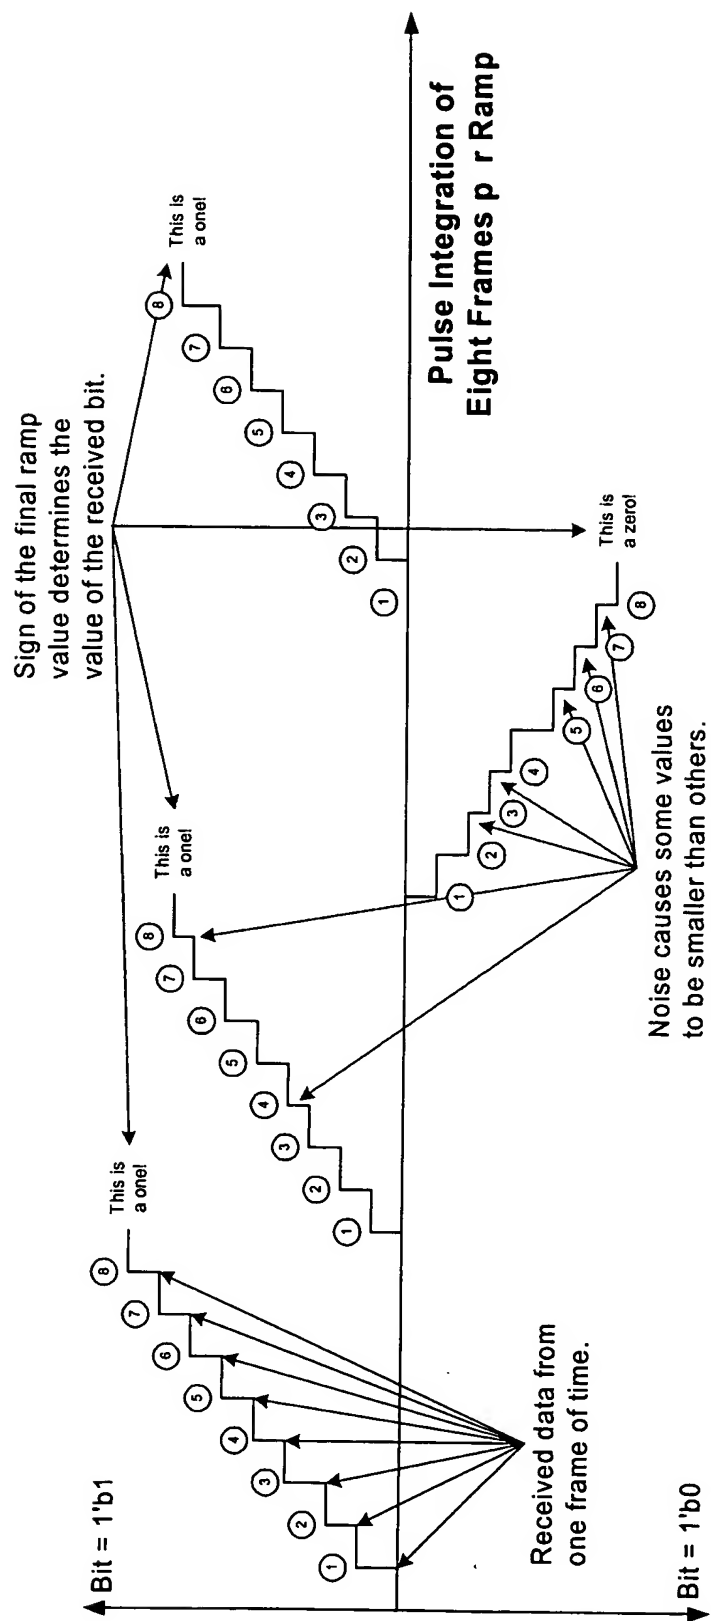 Sign of the final ramp
value determines the
value of the received bit.
Bit = 1'b1
This is
a one!
This is
a one!
This is
a one!
1
2
3
4
5
6
7
8
1
2
3
4
5
6
7
8
1
2
3
4
5
6
7
8
1
2
3
4
5
6
7
8
This is
a zero!
Pulse Integration of
Eight Frames p r Ramp
Received data from
one frame of time.
Noise causes some values
to be smaller than others.
Bit = 1'b0